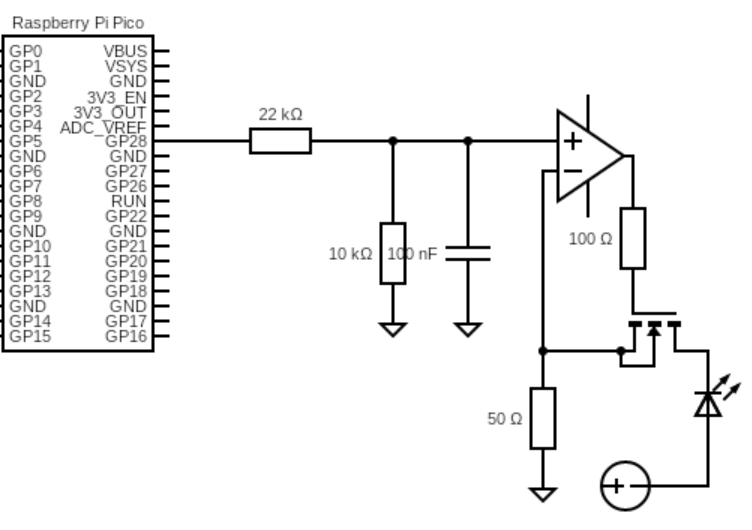 Raspberry Pi Pico
GP0 VBUS
GP1 VSYS
GND GND
GP2 3V3_EN
GP3 3V3_OUT
GP4 ADC_VREF
GP5 GP28
GND GND
GP6 GP27
GP7 GP26
GP8 RUN
GP9 GP22
GND GND
GP10 GP21
GP11 GP20
GP12 GP19
GP13 GP18
GND GND
GP14 GP17
GP15 GP16
22 kΩ
10 kΩ
100 nF
+
−
100 Ω
50 Ω
+ −